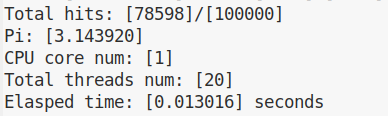 Total hits: [78598]/[100000]
Pi: [3.143920]
CPU core num: [1]
Total threads num: [20]
Elasped time: [0.013016] seconds